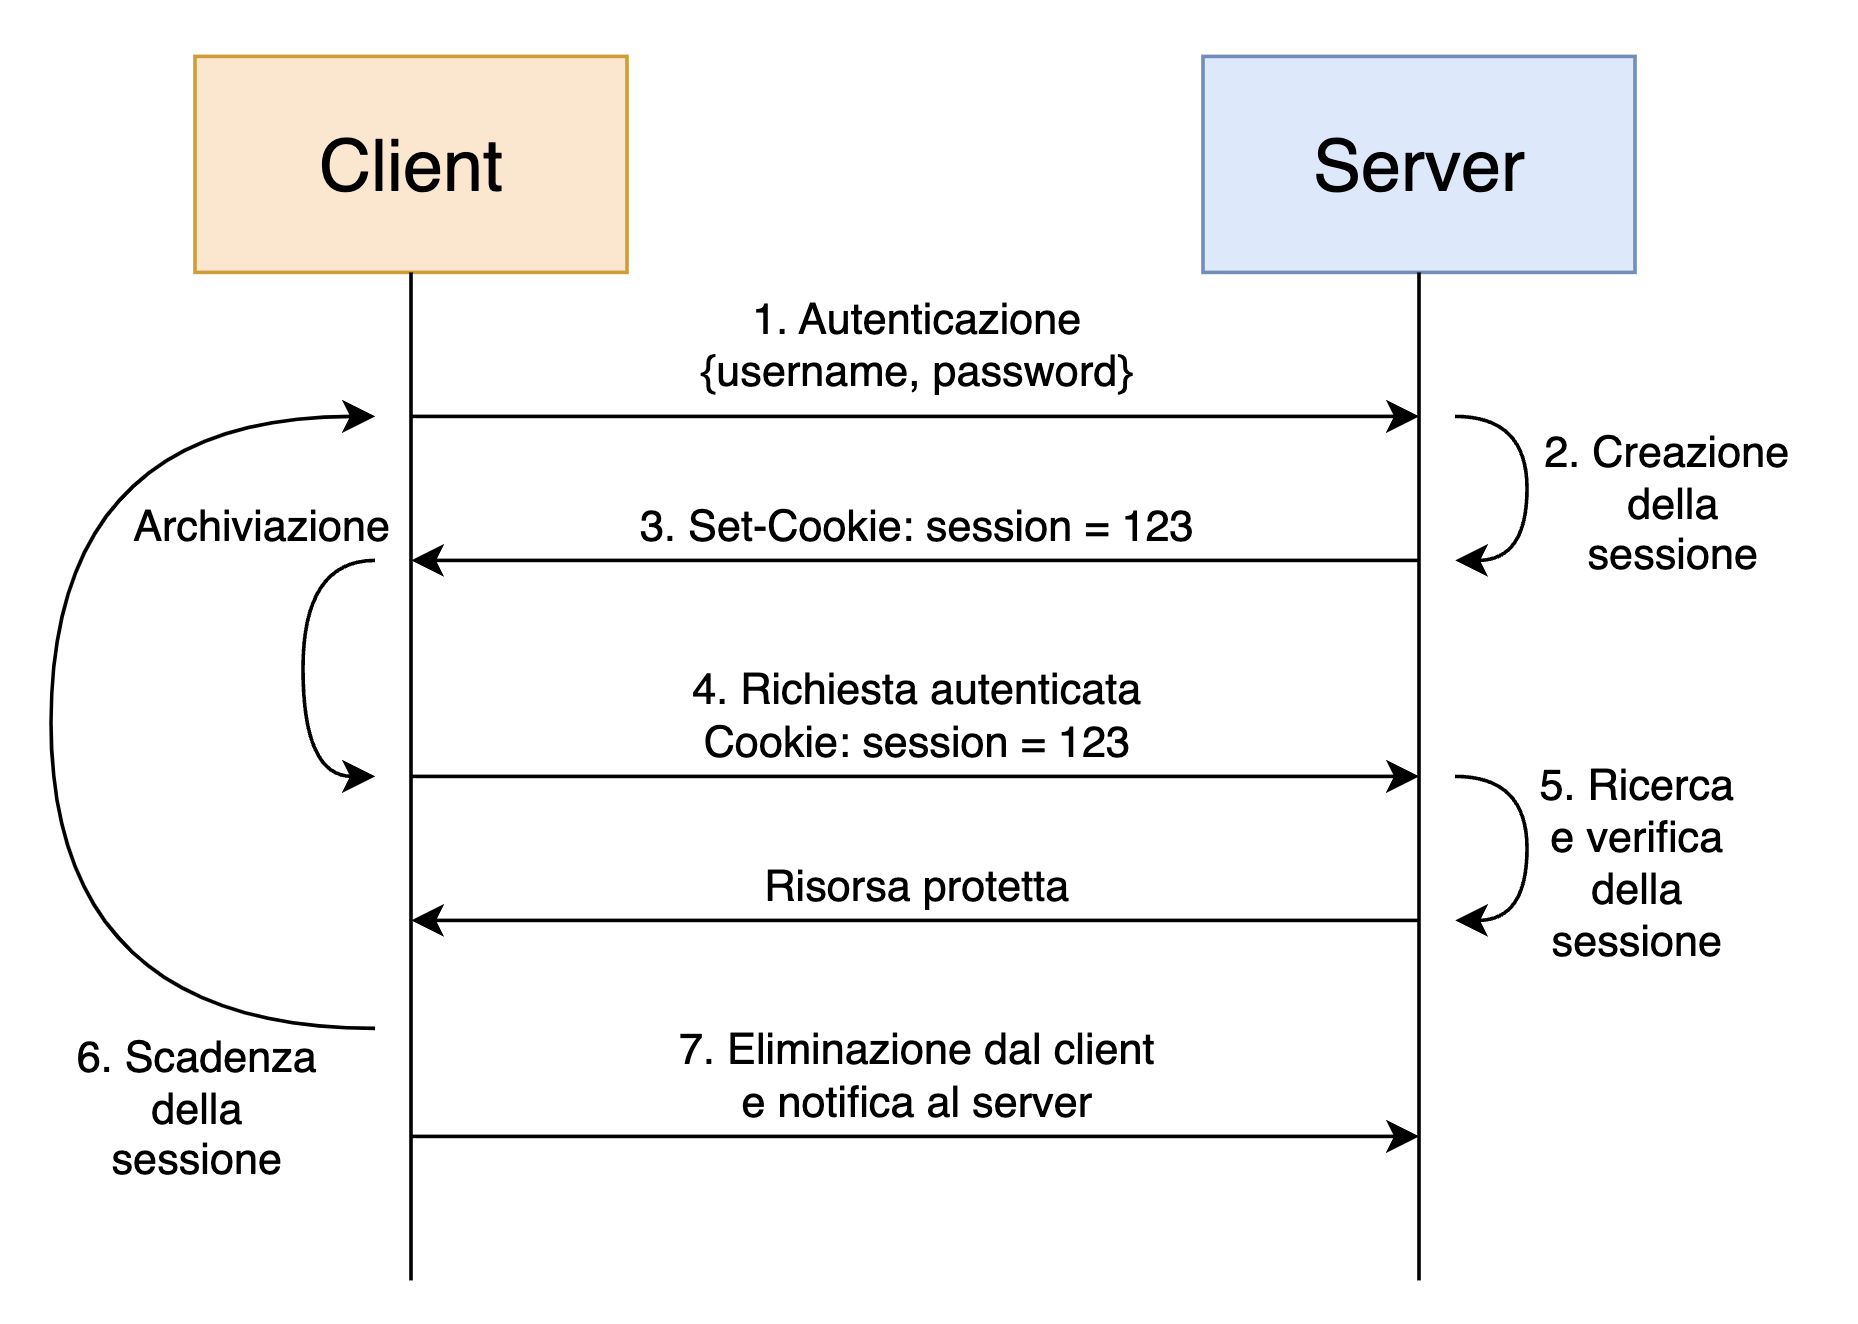 Client
Server
1. Autenticazione
{username, password}
2. Creazione
della
sessione
Archiviazione
3. Set-Cookie: session = 123
4. Richiesta autenticata
Cookie: session = 123
5. Ricerca
e verifica
della
sessione
Risorsa protetta
6. Scadenza
della
sessione
7. Eliminazione dal client
e notifica al server